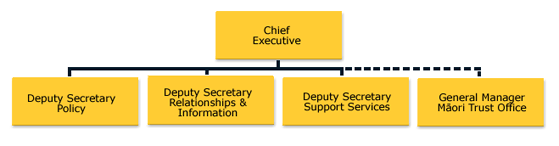 Chief
Executive
Deputy Secretary
Policy
Deputy Secretary
Relationships &
Information
Deputy Secretary
Support Services
General Manager
Māori Trust Office